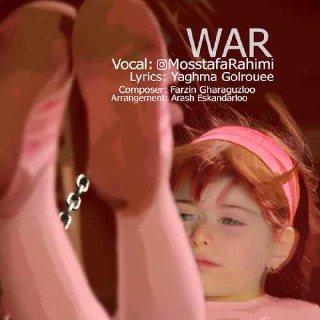 WAR
Vocal: MosstafaRahimi
Lyrics: Yaghma Golrouee
Composer: Farzin Gharaguzloo
Arrangement: Arash Eskandarloo